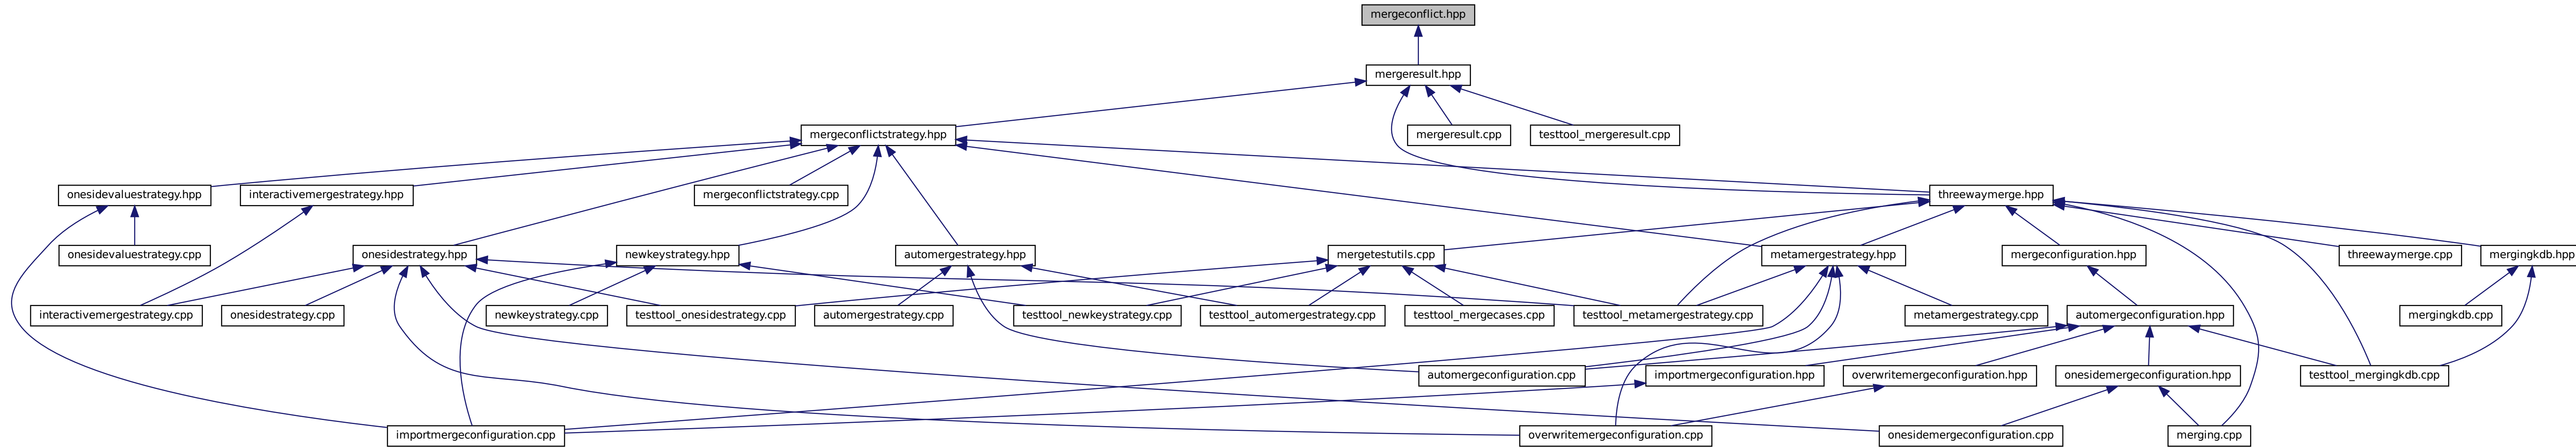 mergeconflict.hpp
mergeresult.hpp
mergeconflictstrategy.hpp
mergeresult.cpp
testtool_mergeresult.cpp
onesidevaluestrategy.hpp
interactivemergestrategy.hpp
mergeconflictstrategy.cpp
threewaymerge.hpp
onesidevaluestrategy.cpp
onesidestrategy.hpp
newkeystrategy.hpp
automergestrategy.hpp
mergetestutils.cpp
metamergestrategy.hpp
mergeconfiguration.hpp
threewaymerge.cpp
mergingkdb.hpp
interactivemergestrategy.cpp
onesidestrategy.cpp
newkeystrategy.cpp
testtool_onesidestrategy.cpp
automergestrategy.cpp
testtool_newkeystrategy.cpp
testtool_automergestrategy.cpp
testtool_mergecases.cpp
testtool_metamergestrategy.cpp
metamergestrategy.cpp
automergeconfiguration.hpp
mergingkdb.cpp
automergeconfiguration.cpp
importmergeconfiguration.hpp
overwritemergeconfiguration.hpp
onesidemergeconfiguration.hpp
testtool_mergingkdb.cpp
importmergeconfiguration.cpp
overwritemergeconfiguration.cpp
onesidemergeconfiguration.cpp
merging.cpp